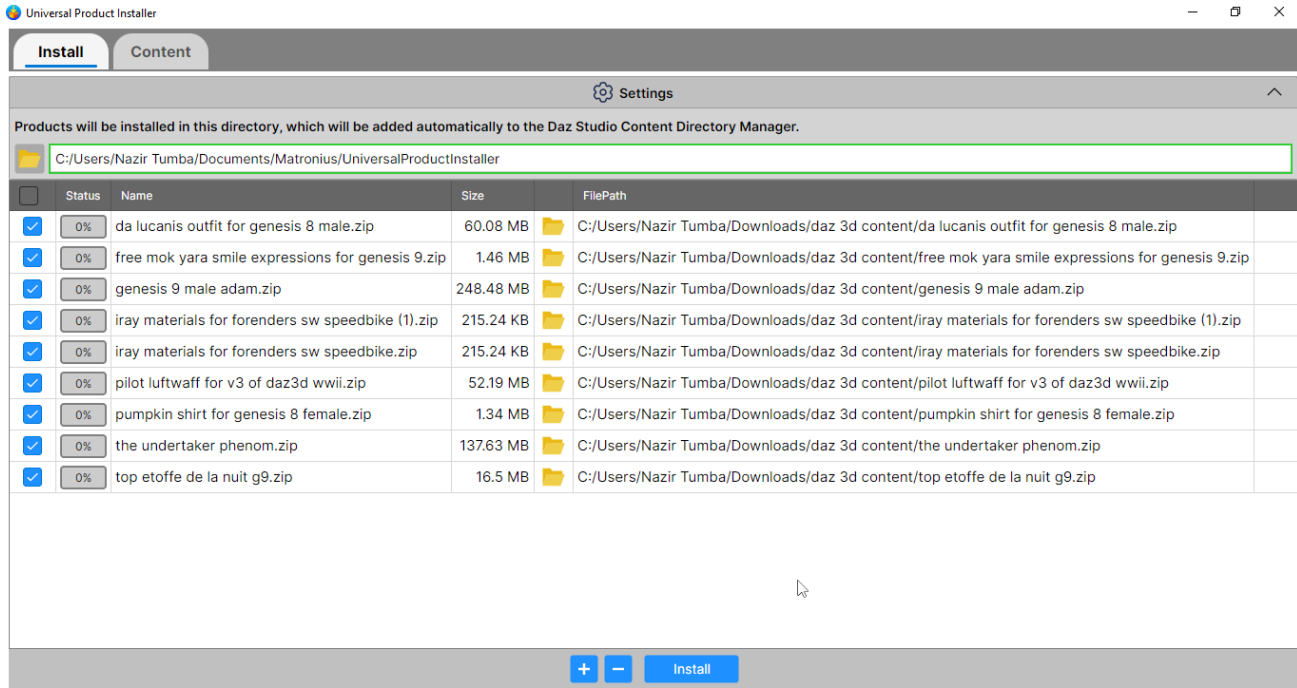 Universal Product Installer
Install Content
Settings
Products will be installed in this directory, which will be added automatically to the Daz Studio Content Directory Manager.
C:/Users/Nazir Tumba/Documents/Matronius/UniversalProductInstaller
Status Name Size FilePath
0% da lucanis outfit for genesis 8 male.zip 60.08 MB C:/Users/Nazir Tumba/Downloads/daz 3d content/da lucanis outfit for genesis 8 male.zip
0% free mok yara smile expressions for genesis 9.zip 1.46 MB C:/Users/Nazir Tumba/Downloads/daz 3d content/free mok yara smile expressions for genesis 9.zip
0% genesis 9 male adam.zip 248.48 MB C:/Users/Nazir Tumba/Downloads/daz 3d content/genesis 9 male adam.zip
0% iray materials for forenders sw speedbike (1).zip 215.24 KB C:/Users/Nazir Tumba/Downloads/daz 3d content/iray materials for forenders sw speedbike (1).zip
0% iray materials for forenders sw speedbike.zip 215.24 KB C:/Users/Nazir Tumba/Downloads/daz 3d content/iray materials for forenders sw speedbike.zip
0% pilot luftwaff for v3 of daz3d wwii.zip 52.19 MB C:/Users/Nazir Tumba/Downloads/daz 3d content/pilot luftwaff for v3 of daz3d wwii.zip
0% pumpkin shirt for genesis 8 female.zip 1.34 MB C:/Users/Nazir Tumba/Downloads/daz 3d content/pumpkin shirt for genesis 8 female.zip
0% the undertaker phenom.zip 137.63 MB C:/Users/Nazir Tumba/Downloads/daz 3d content/the undertaker phenom.zip
0% top etoffe de la nuit g9.zip 16.5 MB C:/Users/Nazir Tumba/Downloads/daz 3d content/top etoffe de la nuit g9.zip
+ − Install